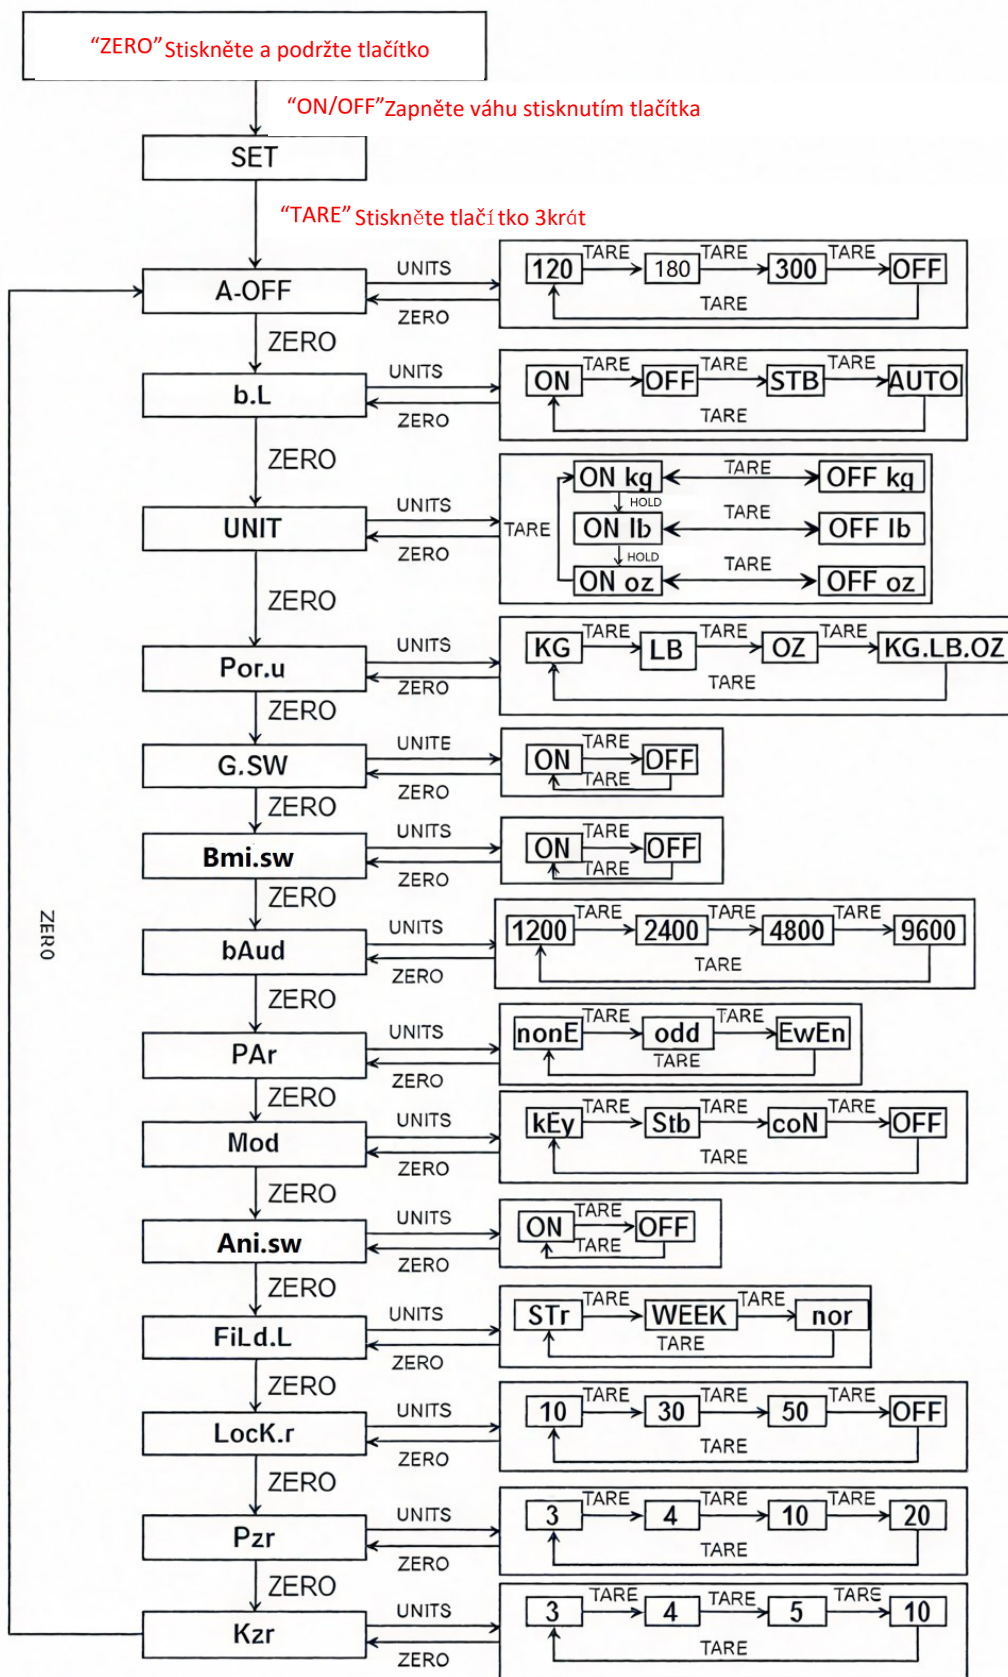 “ZERO” Stiskněte a podržte tlačítko
“ON/OFF”Zapněte váhu stisknutím tlačítka
SET
“TARE” Stiskněte tlačítko 3krát
A-OFF
UNITS
ZERO
120 TARE 180 TARE 300 TARE OFF
TARE
ZERO
b.L
UNITS
ZERO
ON TARE OFF TARE STB TARE AUTO
TARE
ZERO
UNIT
UNITS
ZERO
TARE
ON kg TARE OFF kg
HOLD
ON lb TARE OFF lb
HOLD
ON oz TARE OFF oz
ZERO
Por.u
UNITS
ZERO
KG TARE LB TARE OZ TARE KG.LB.OZ
TARE
ZERO
G.SW
UNITE
ZERO
ON TARE OFF
TARE
ZERO
Bmi.sw
UNITS
ZERO
ON TARE OFF
TARE
ZERO
bAud
UNITS
ZERO
1200 TARE 2400 TARE 4800 TARE 9600
TARE
ZERO
PAr
UNITS
ZERO
nonE TARE odd TARE EwEn
TARE
ZERO
Mod
UNITS
ZERO
kEy TARE Stb TARE coN TARE OFF
TARE
ZERO
Ani.sw
UNITS
ZERO
ON TARE OFF
TARE
ZERO
FiLd.L
UNITS
ZERO
STr TARE WEEK TARE nor
TARE
ZERO
LocK.r
UNITS
ZERO
10 TARE 30 TARE 50 TARE OFF
TARE
ZERO
Pzr
UNITS
ZERO
3 TARE 4 TARE 10 TARE 20
TARE
ZERO
Kzr
UNITS
ZERO
3 TARE 4 TARE 5 TARE 10
TARE
ZERO